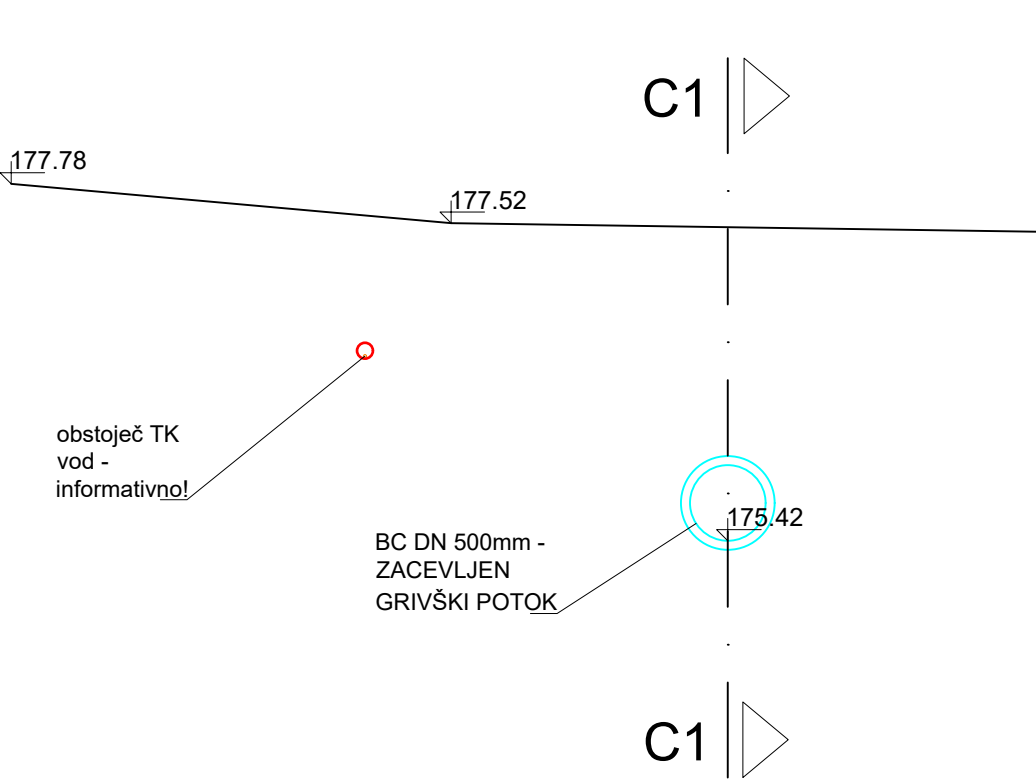 C1
177.78
177.52
obstoječ TK
vod -
informativno!
175.42
BC DN 500mm -
ZACEVLJEN
GRIVŠKI POTOK
C1